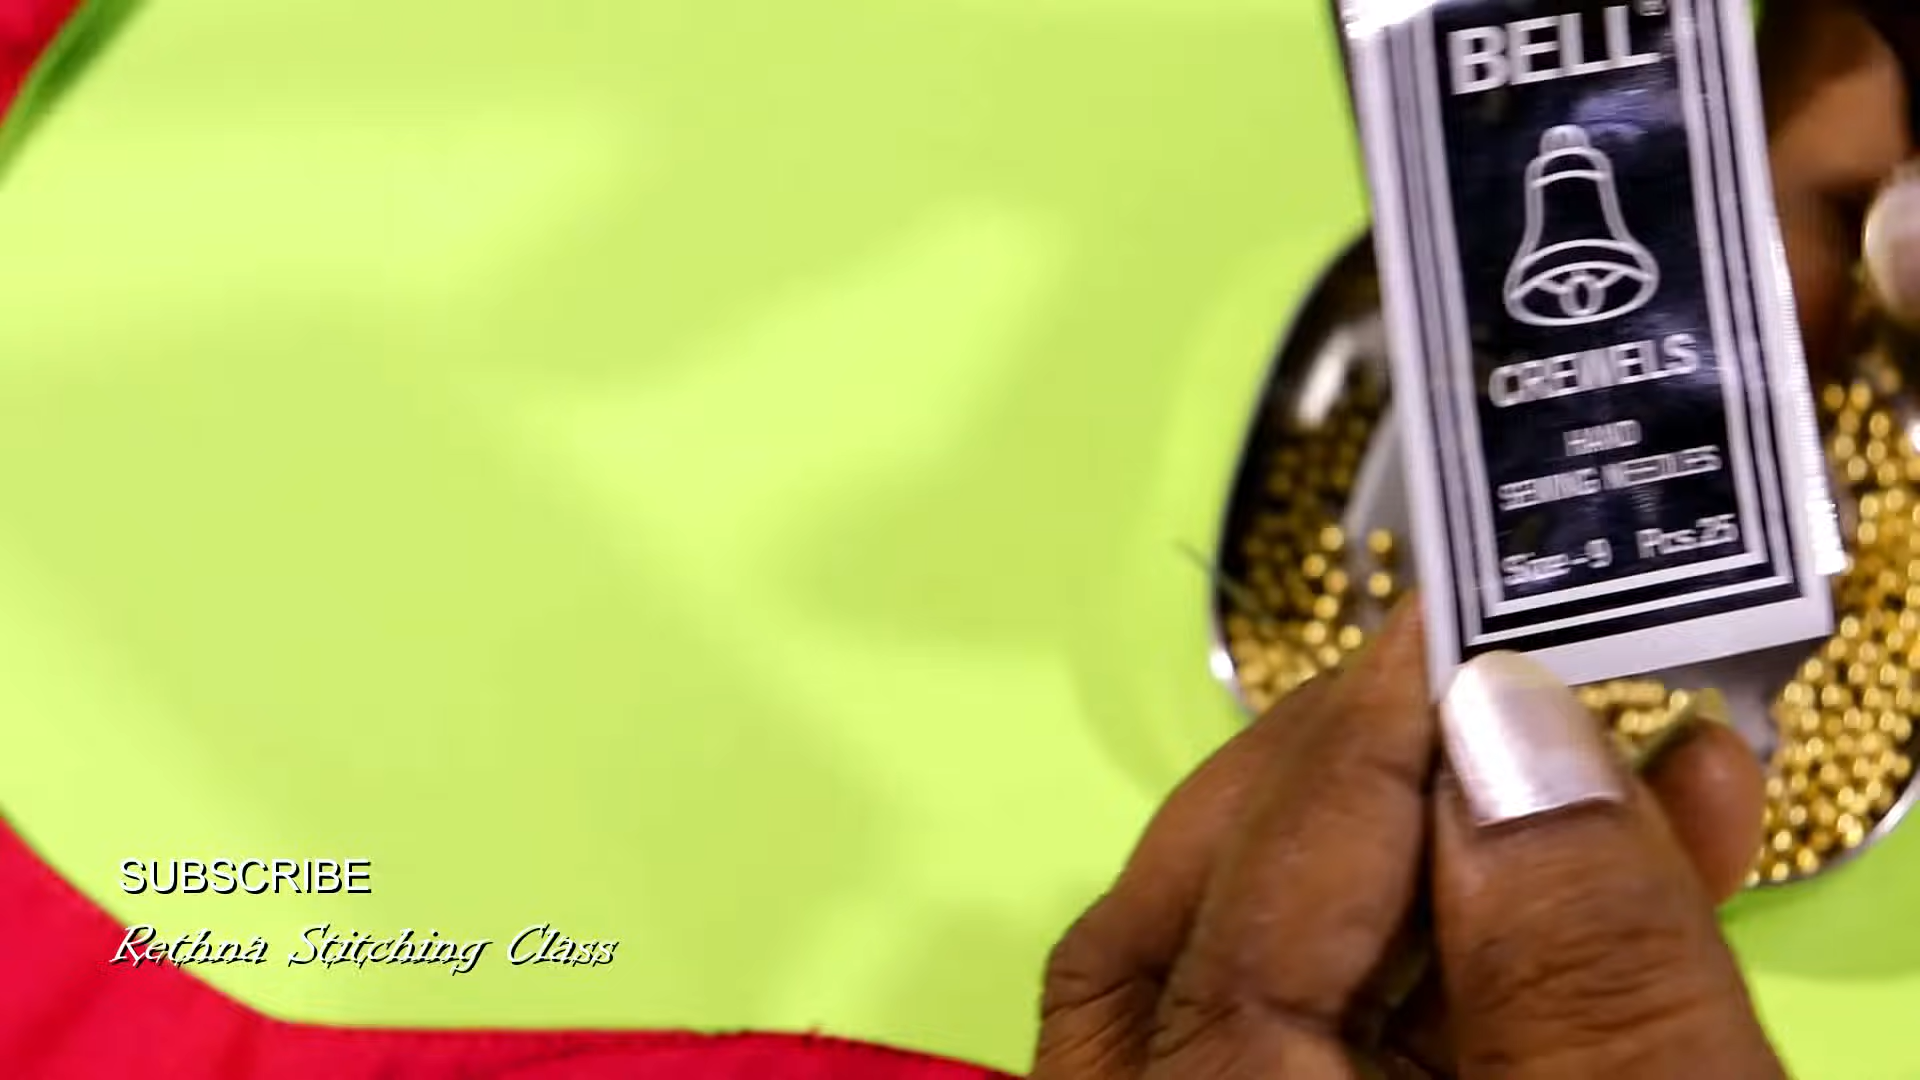 BELL®
CREWELS
HAND
SEWING NEEDLES
Size-9 Pcs.25
SUBSCRIBE
Rethna Stitching Class